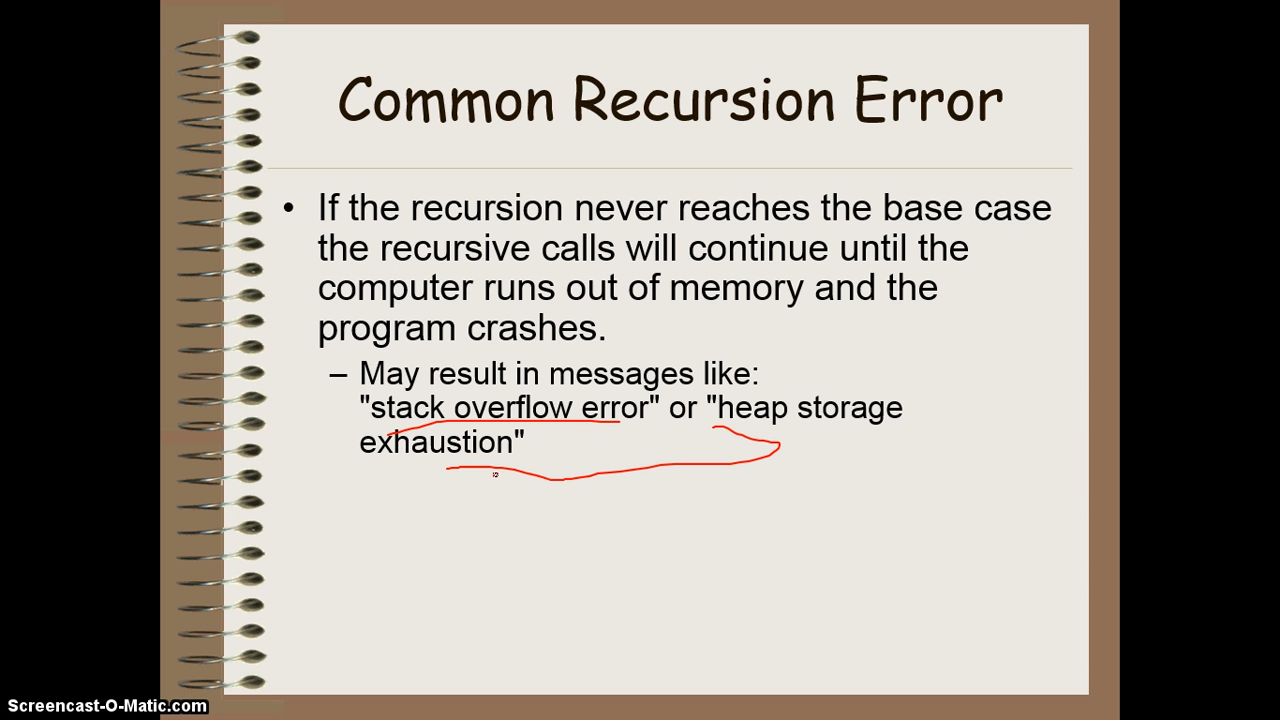 Common Recursion Error
• If the recursion never reaches the base case
the recursive calls will continue until the
computer runs out of memory and the
program crashes.
– May result in messages like:
"stack overflow error" or "heap storage
exhaustion"
Screencast-O-Matic.com